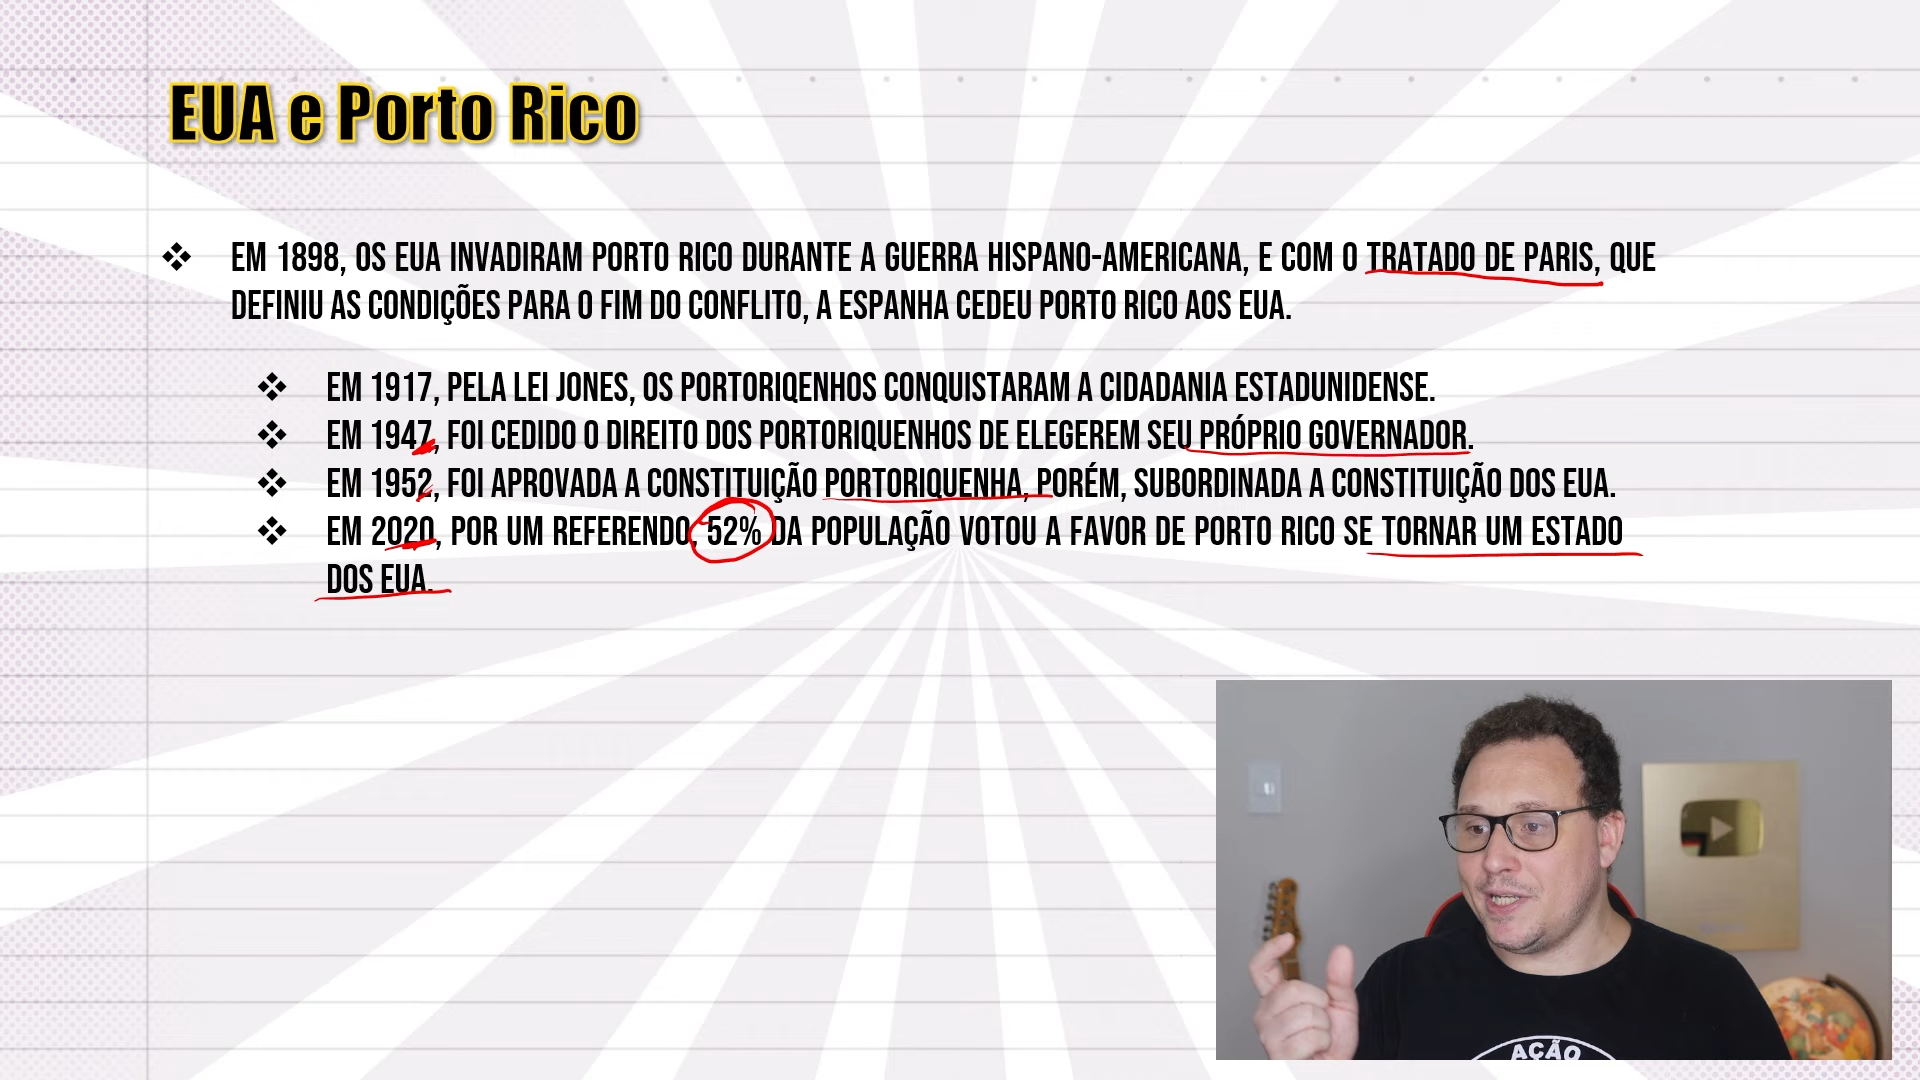 EUA e Porto Rico
❖ EM 1898, OS EUA INVADIRAM PORTO RICO DURANTE A GUERRA HISPANO-AMERICANA, E COM O TRATADO DE PARIS, QUE
DEFINIU AS CONDIÇÕES PARA O FIM DO CONFLITO, A ESPANHA CEDEU PORTO RICO AOS EUA.
❖ EM 1917, PELA LEI JONES, OS PORTORIQENHOS CONQUISTARAM A CIDADANIA ESTADUNIDENSE.
❖ EM 1947, FOI CEDIDO O DIREITO DOS PORTORIQUENHOS DE ELEGEREM SEU PRÓPRIO GOVERNADOR.
❖ EM 1952, FOI APROVADA A CONSTITUIÇÃO PORTORIQUENHA, PORÉM, SUBORDINADA A CONSTITUIÇÃO DOS EUA.
❖ EM 2020, POR UM REFERENDO, 52% DA POPULAÇÃO VOTOU A FAVOR DE PORTO RICO SE TORNAR UM ESTADO
DOS EUA.
AÇÃO